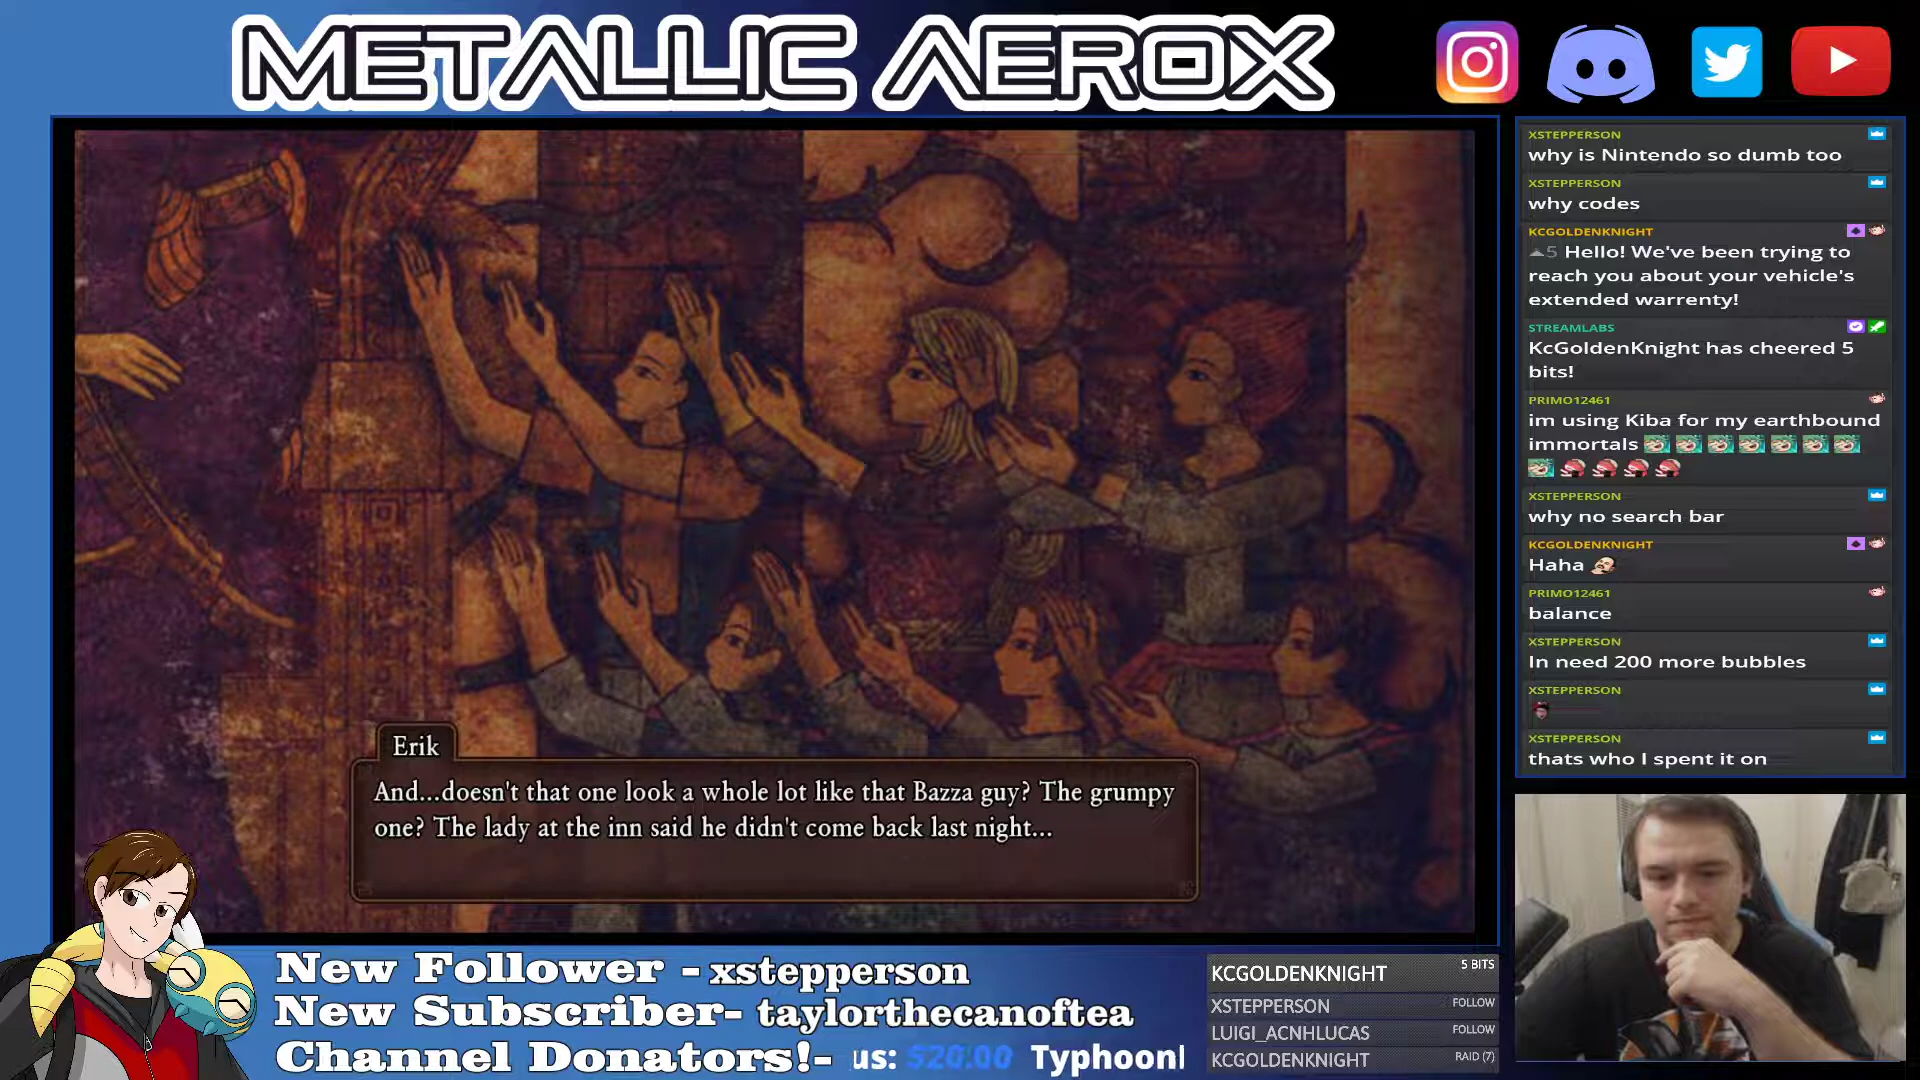 METALLIC AEROX
XSTEPPERSON
why is Nintendo so dumb too
XSTEPPERSON
why codes
KCGOLDENKNIGHT
5 Hello! We've been trying to
reach you about your vehicle's
extended warrenty!
STREAMLABS
KcGoldenKnight has cheered 5
bits!
PRIMO12461
im using Kiba for my earthbound
immortals
XSTEPPERSON
why no search bar
KCGOLDENKNIGHT
Haha
PRIMO12461
balance
XSTEPPERSON
In need 200 more bubbles
XSTEPPERSON
XSTEPPERSON
thats who I spent it on
Erik
And...doesn't that one look a whole lot like that Bazza guy? The grumpy
one? The lady at the inn said he didn't come back last night...
New Follower - xstepperson
New Subscriber- taylorthecanoftea
Channel Donators!- us: $20.00 Typhoonl
KCGOLDENKNIGHT 5 BITS
XSTEPPERSON FOLLOW
LUIGI_ACNHLUCAS FOLLOW
KCGOLDENKNIGHT RAID (7)